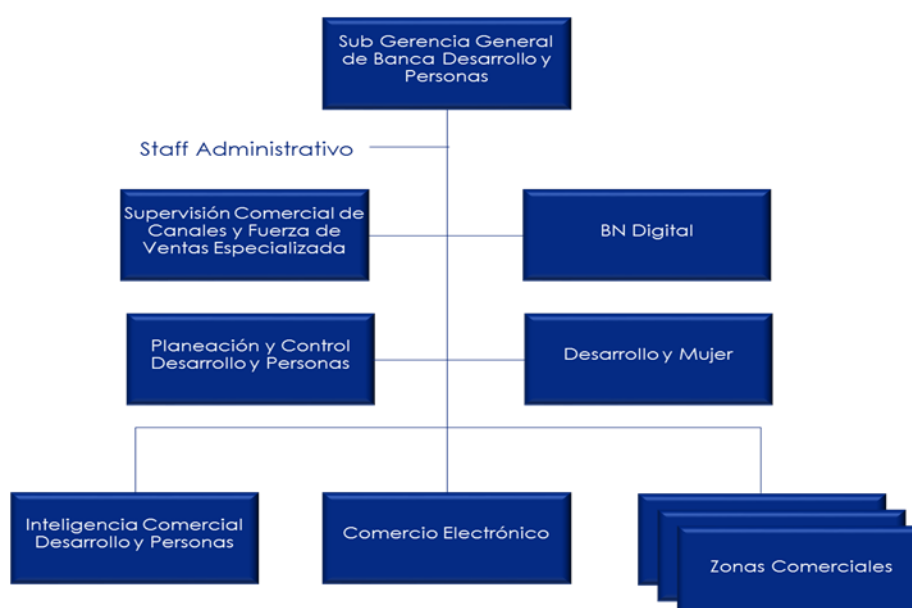 Sub Gerencia General
de Banca Desarrollo y
Personas
Staff Administrativo
Supervisión Comercial de
Canales y Fuerza de
Ventas Especializada
BN Digital
Planeación y Control
Desarrollo y Personas
Desarrollo y Mujer
Inteligencia Comercial
Desarrollo y Personas
Comercio Electrónico
Zonas Comerciales